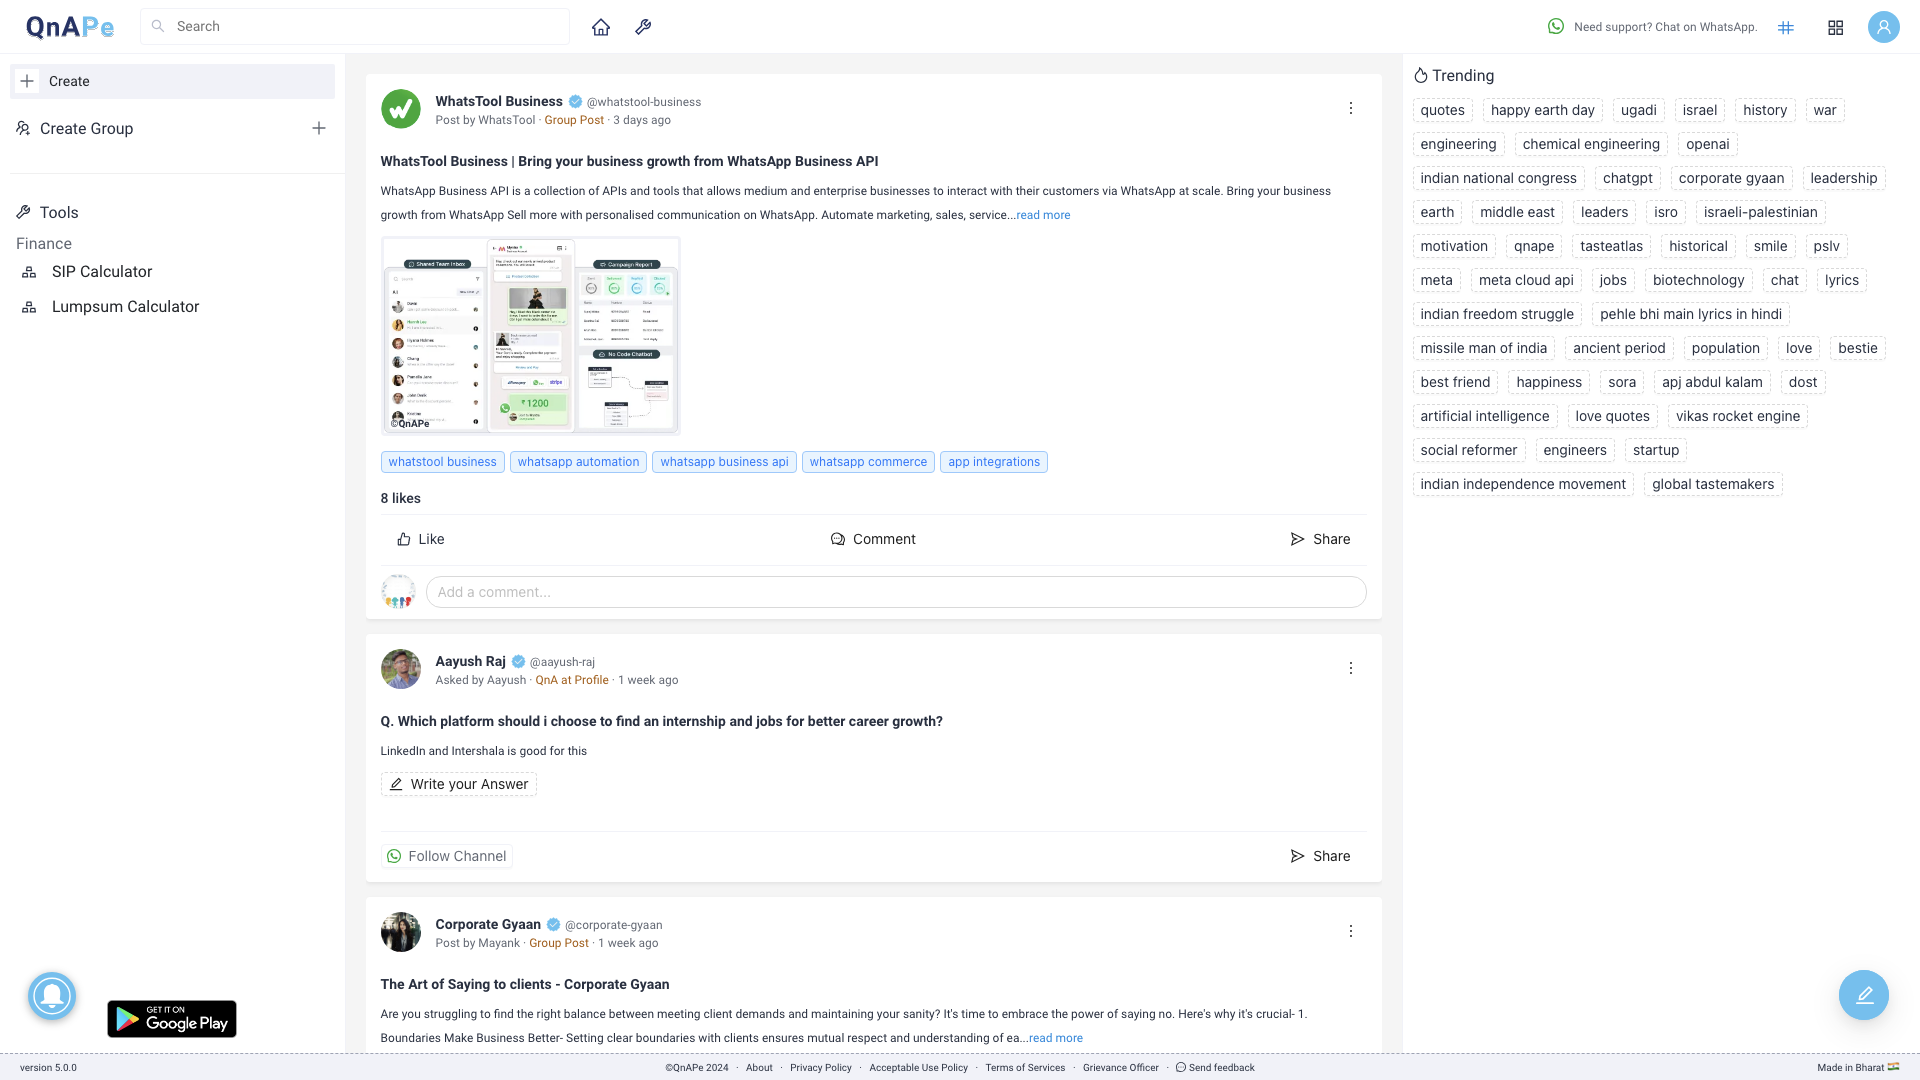 QnAPe
Search
Need support? Chat on WhatsApp.
Create
Create Group
Tools
Finance
SIP Calculator
Lumpsum Calculator
GET IT ON
Google Play
WhatsTool Business @whatstool-business
Post by WhatsTool · Group Post · 3 days ago
WhatsTool Business | Bring your business growth from WhatsApp Business API
WhatsApp Business API is a collection of APIs and tools that allows medium and enterprise businesses to interact with their customers via WhatsApp at scale. Bring your business
growth from WhatsApp Sell more with personalised communication on WhatsApp. Automate marketing, sales, service...read more
Shared Team Inbox
Campaign Report
No Code Chatbot
₹ 1200
©QnAPe
whatstool business whatsapp automation whatsapp business api whatsapp commerce app integrations
8 likes
Like Comment Share
Add a comment...
Aayush Raj @aayush-raj
Asked by Aayush · QnA at Profile · 1 week ago
Q. Which platform should i choose to find an internship and jobs for better career growth?
LinkedIn and Intershala is good for this
Write your Answer
Follow Channel Share
Corporate Gyaan @corporate-gyaan
Post by Mayank · Group Post · 1 week ago
The Art of Saying to clients - Corporate Gyaan
Are you struggling to find the right balance between meeting client demands and maintaining your sanity? It's time to embrace the power of saying no. Here's why it's crucial- 1.
Boundaries Make Business Better- Setting clear boundaries with clients ensures mutual respect and understanding of ea...read more
Trending
quotes happy earth day ugadi israel history war
engineering chemical engineering openai
indian national congress chatgpt corporate gyaan leadership
earth middle east leaders isro israeli-palestinian
motivation qnape tasteatlas historical smile pslv
meta meta cloud api jobs biotechnology chat lyrics
indian freedom struggle pehle bhi main lyrics in hindi
missile man of india ancient period population love bestie
best friend happiness sora apj abdul kalam dost
artificial intelligence love quotes vikas rocket engine
social reformer engineers startup
indian independence movement global tastemakers
version 5.0.0
©QnAPe 2024 · About · Privacy Policy · Acceptable Use Policy · Terms of Services · Grievance Officer · Send feedback
Made in Bharat